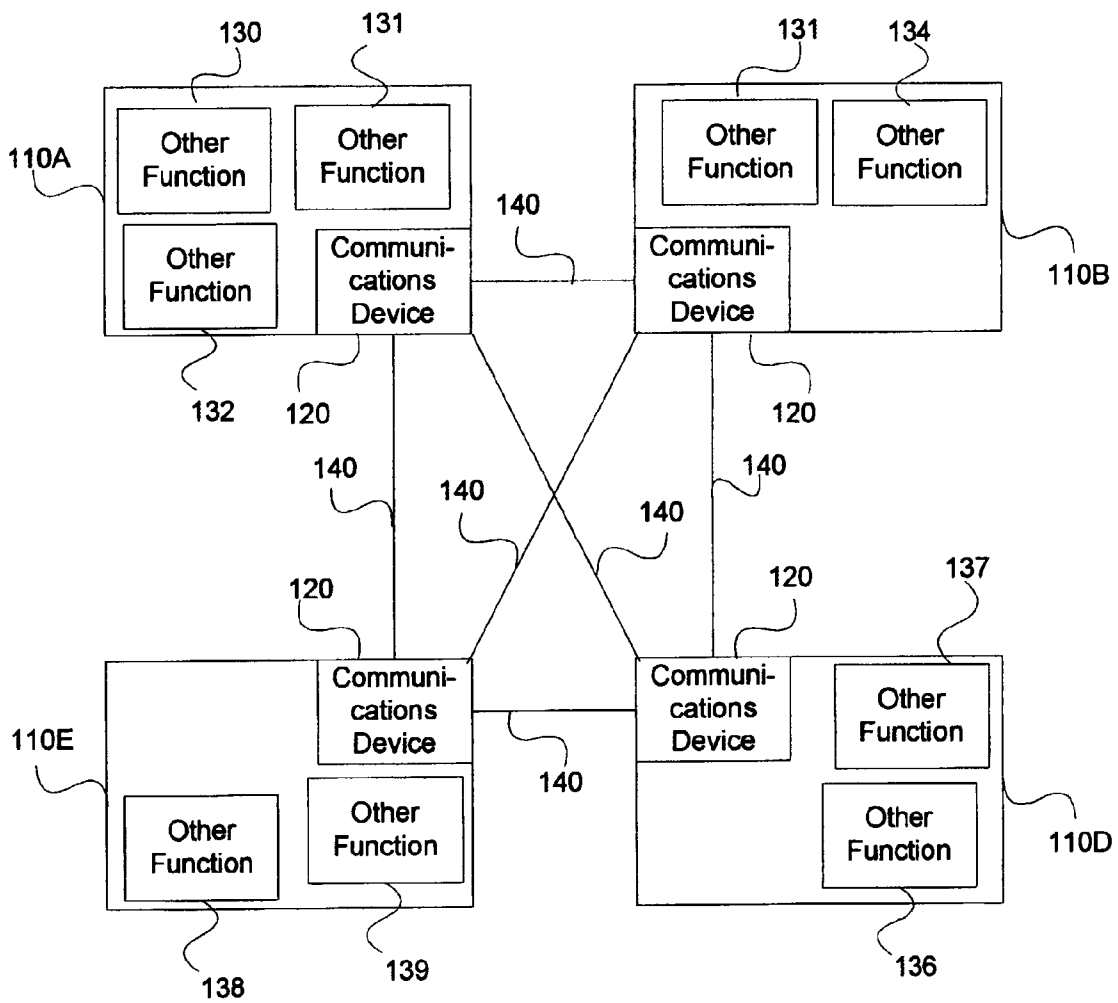 130
131
131
134
Other
Function
Other
Function
Other
Function
Other
Function
110A
140
110B
Other
Function
Communi-
cations
Device
Communi-
cations
Device
132
120
120
140
140
140
140
120
120
137
Communi-
cations
Device
Communi-
cations
Device
Other
Function
110E
140
110D
Other
Function
Other
Function
Other
Function
138
139
136